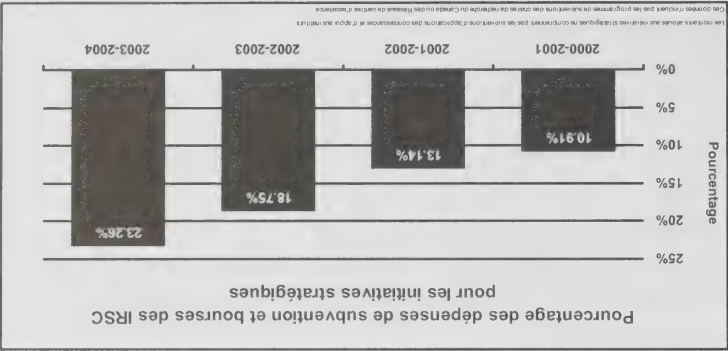 Pourcentage des dépenses de subvention et bourses des IRSC
pour les initiatives stratégiques
Pourcentage
25%
20%
15%
10%
5%
0%
10.91%
13.14%
18.75%
23.26%
2000-2001
2001-2002
2002-2003
2003-2004
Les montants alloués aux initiatives stratégiques ne comprennent pas les subventions d'applications des connaissances et d'appui aux instituts
Ces données n'incluent pas les programmes de subventions des chaires de recherche du Canada ou des Réseaux de centres d'excellence